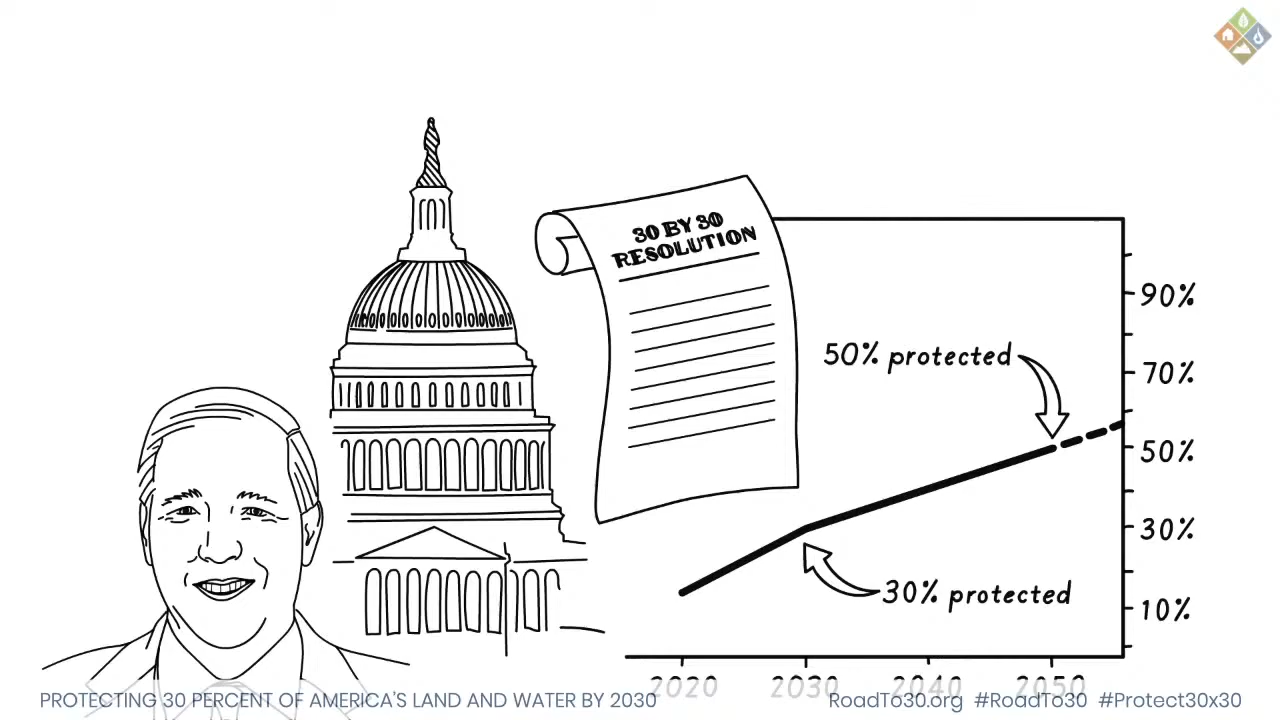 30 BY 30
RESOLUTION
90%
50% protected
70%
50%
30%
30% protected
10%
2020 2030 2040 2050
PROTECTING 30 PERCENT OF AMERICA'S LAND AND WATER BY 2030
RoadTo30.org #RoadTo30 #Protect30x30